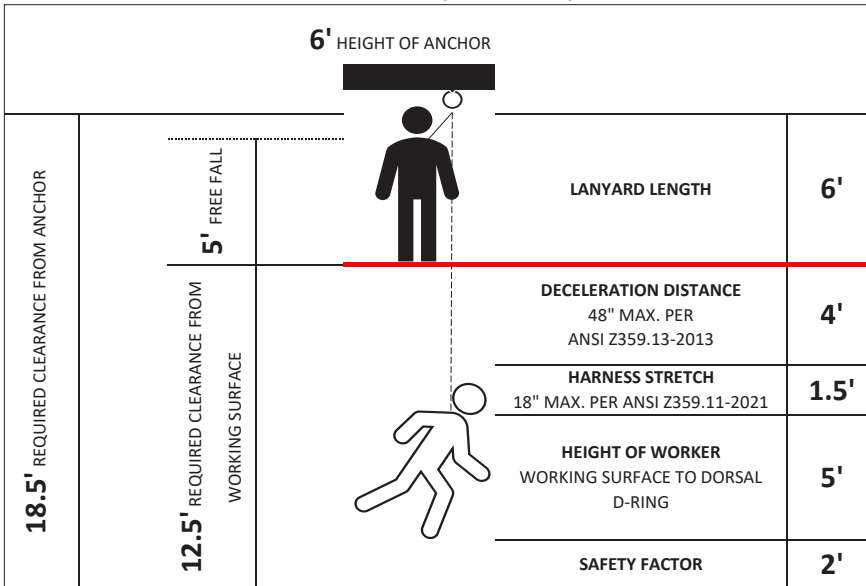 6' HEIGHT OF ANCHOR
18.5' REQUIRED CLEARANCE FROM ANCHOR
5' FREE FALL
12.5' REQUIRED CLEARANCE FROM
WORKING SURFACE
LANYARD LENGTH
6'
DECELERATION DISTANCE
48" MAX. PER
ANSI Z359.13-2013
4'
HARNESS STRETCH
18" MAX. PER ANSI Z359.11-2021
1.5'
HEIGHT OF WORKER
WORKING SURFACE TO DORSAL
D-RING
5'
SAFETY FACTOR
2'